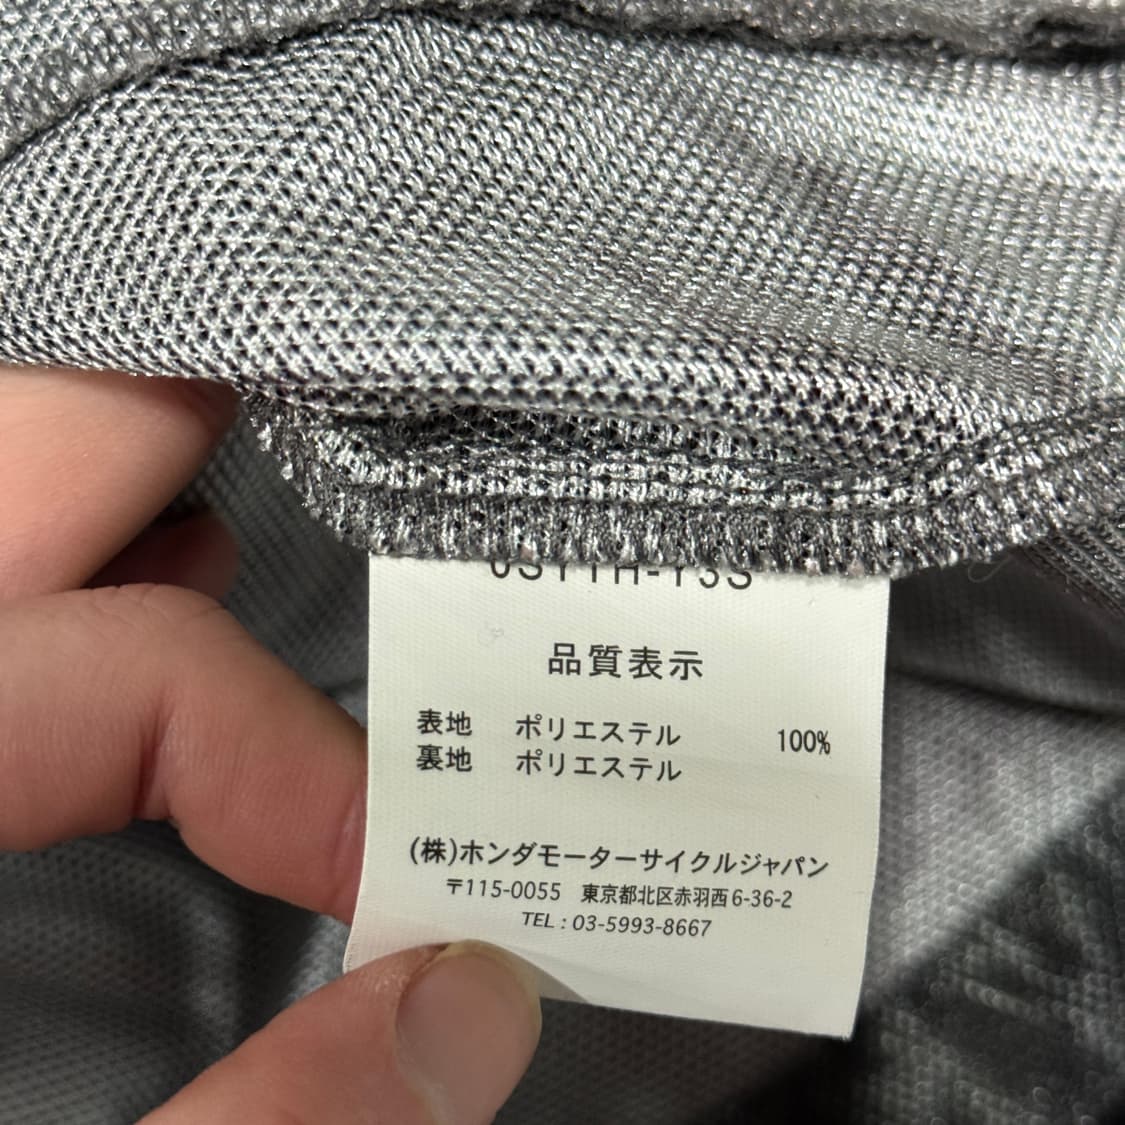 0SYTH-Y3S
品質表示
表地 ポリエステル 100%
裏地 ポリエステル
(株)ホンダモーターサイクルジャパン
〒115-0055 東京都北区赤羽西6-36-2
TEL : 03-5993-8667